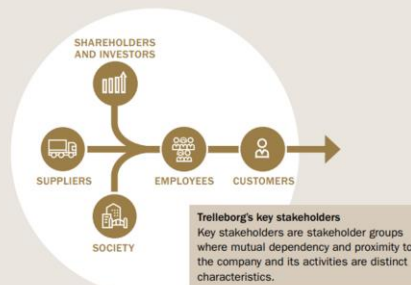 SHAREHOLDERS
AND INVESTORS
SUPPLIERS
EMPLOYEES
CUSTOMERS
SOCIETY
Trelleborg's key stakeholders
Key stakeholders are stakeholder groups
where mutual dependency and proximity to
the company and its activities are distinct
characteristics.